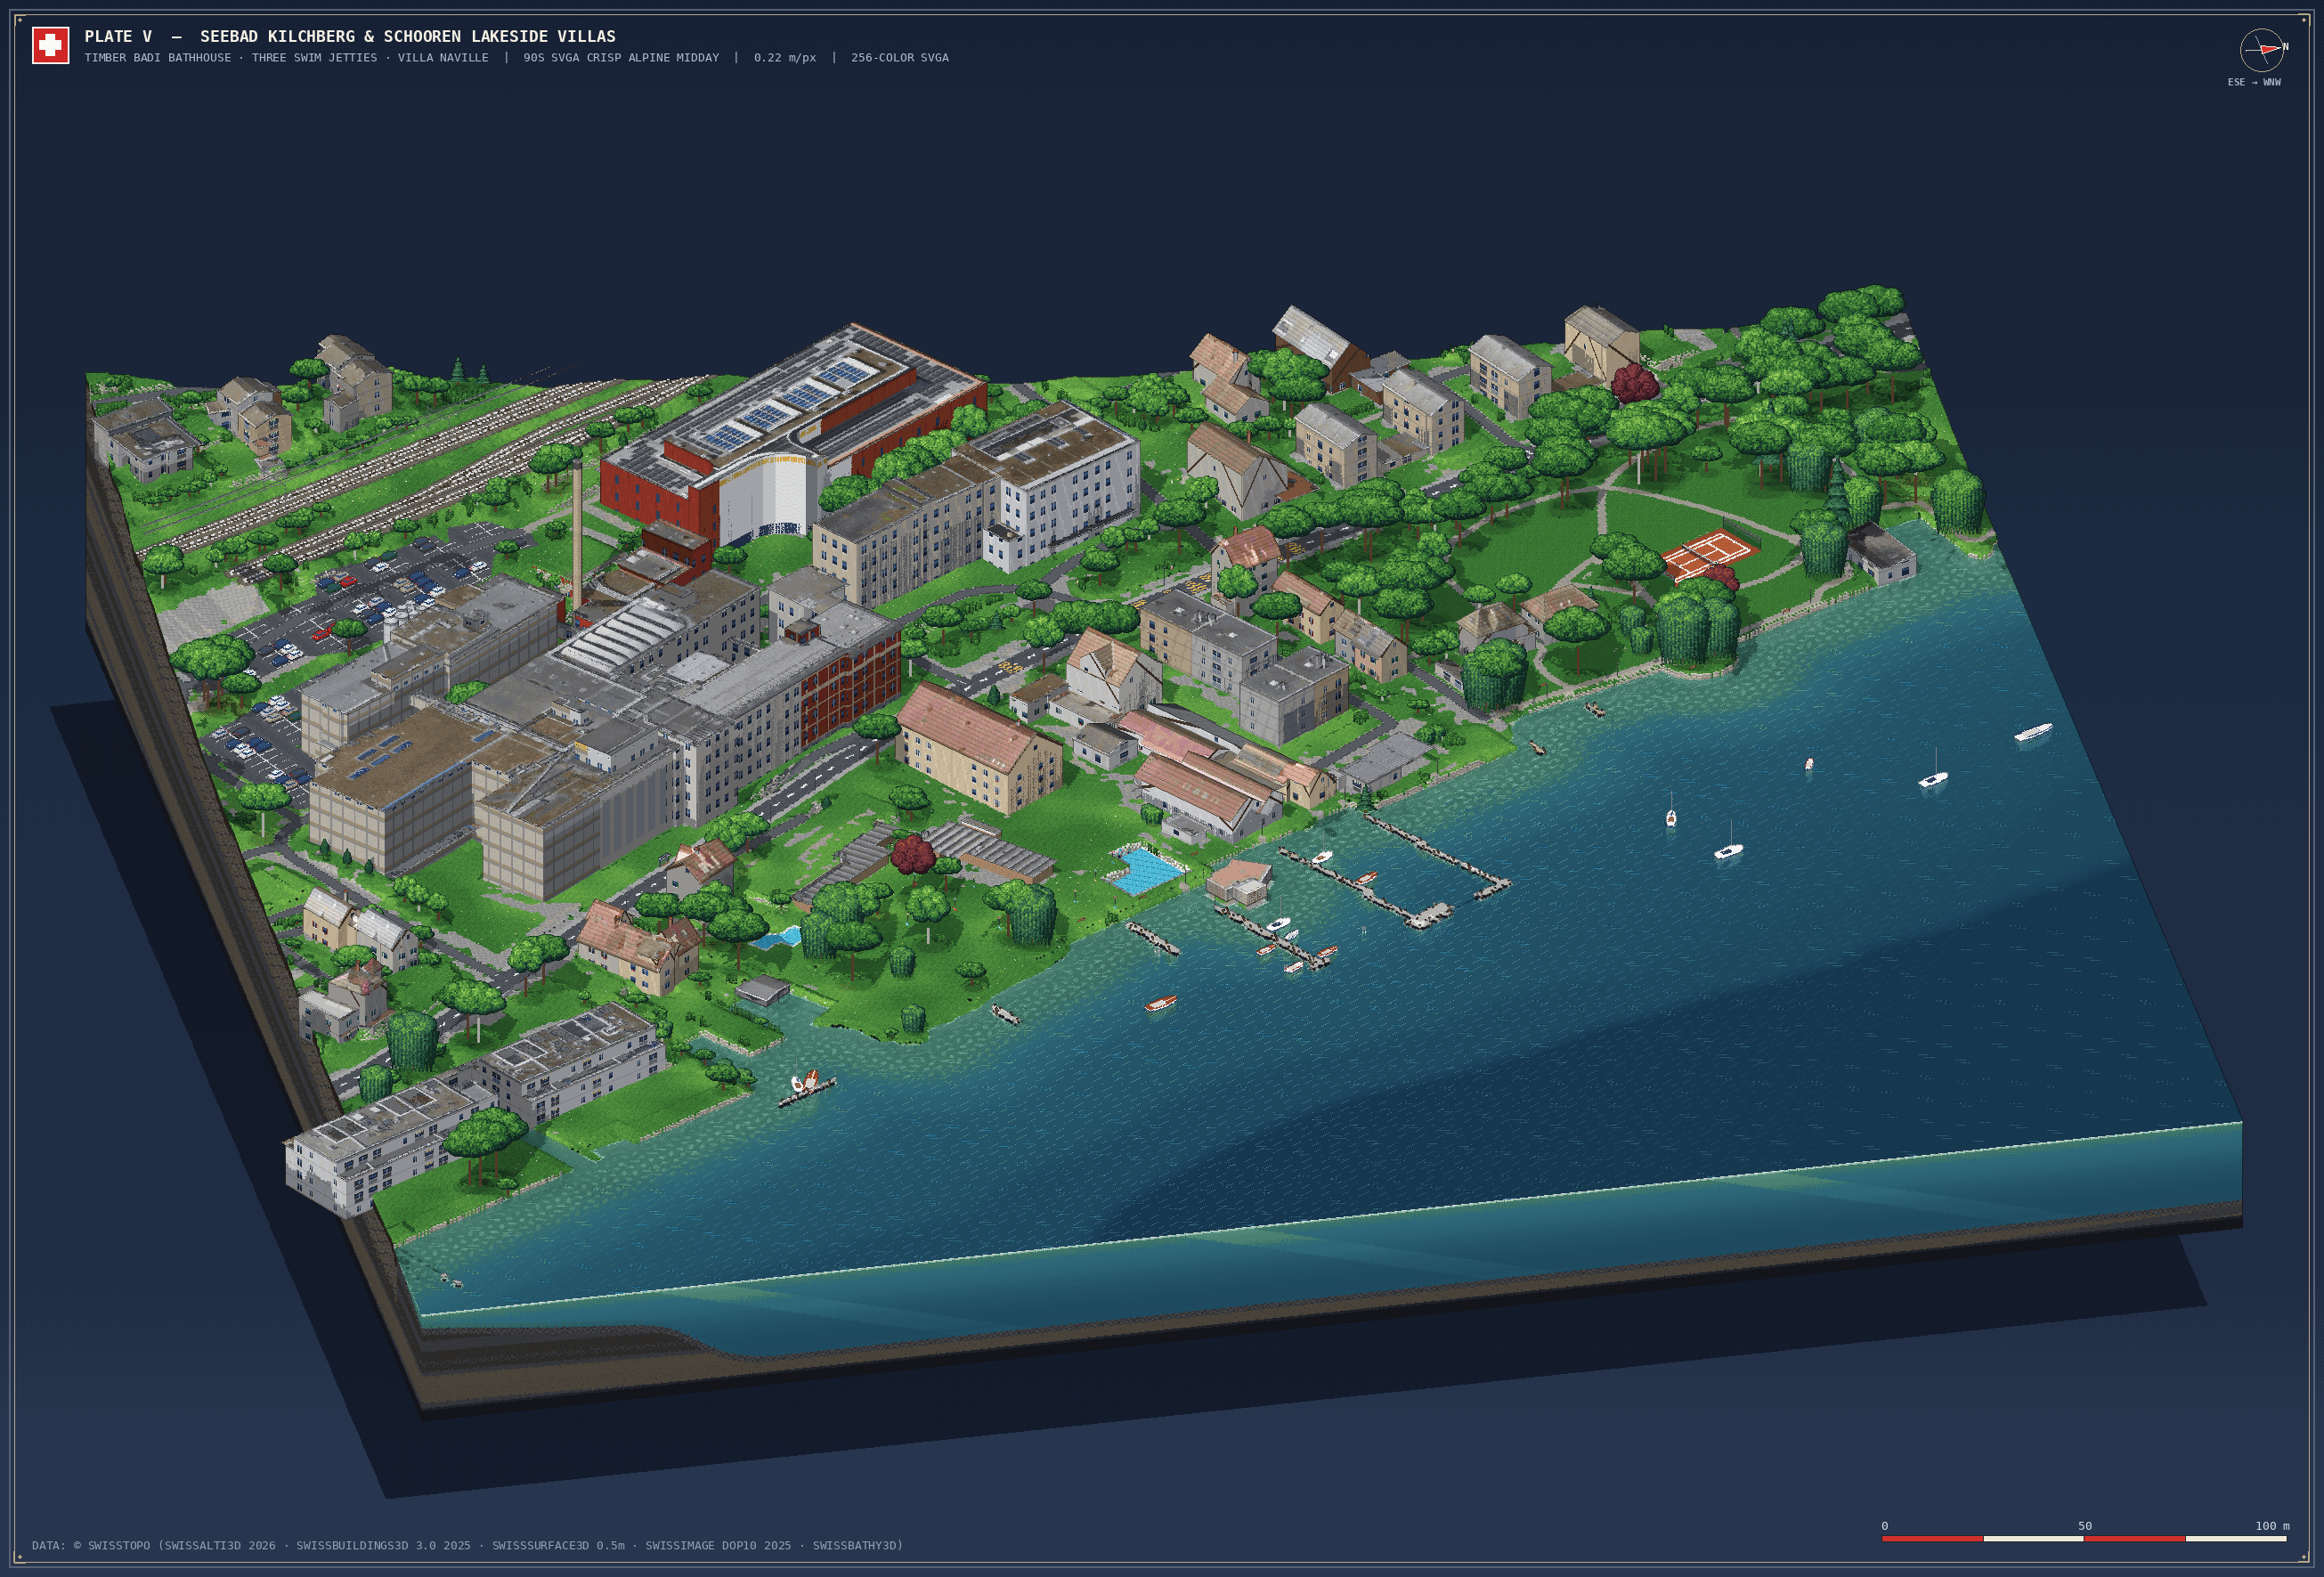 PLATE V — SEEBAD KILCHBERG & SCHOOREN LAKESIDE VILLAS
TIMBER BADI BATHHOUSE · THREE SWIM JETTIES · VILLA NAVILLE | 90S SVGA CRISP ALPINE MIDDAY | 0.22 m/px | 256-COLOR SVGA
N
ESE → WNW
0 50 100 m
DATA: © SWISSTOPO (SWISSALTI3D 2026 · SWISSBUILDINGS3D 3.0 2025 · SWISSSURFACE3D 0.5m · SWISSIMAGE DOP10 2025 · SWISSBATHY3D)